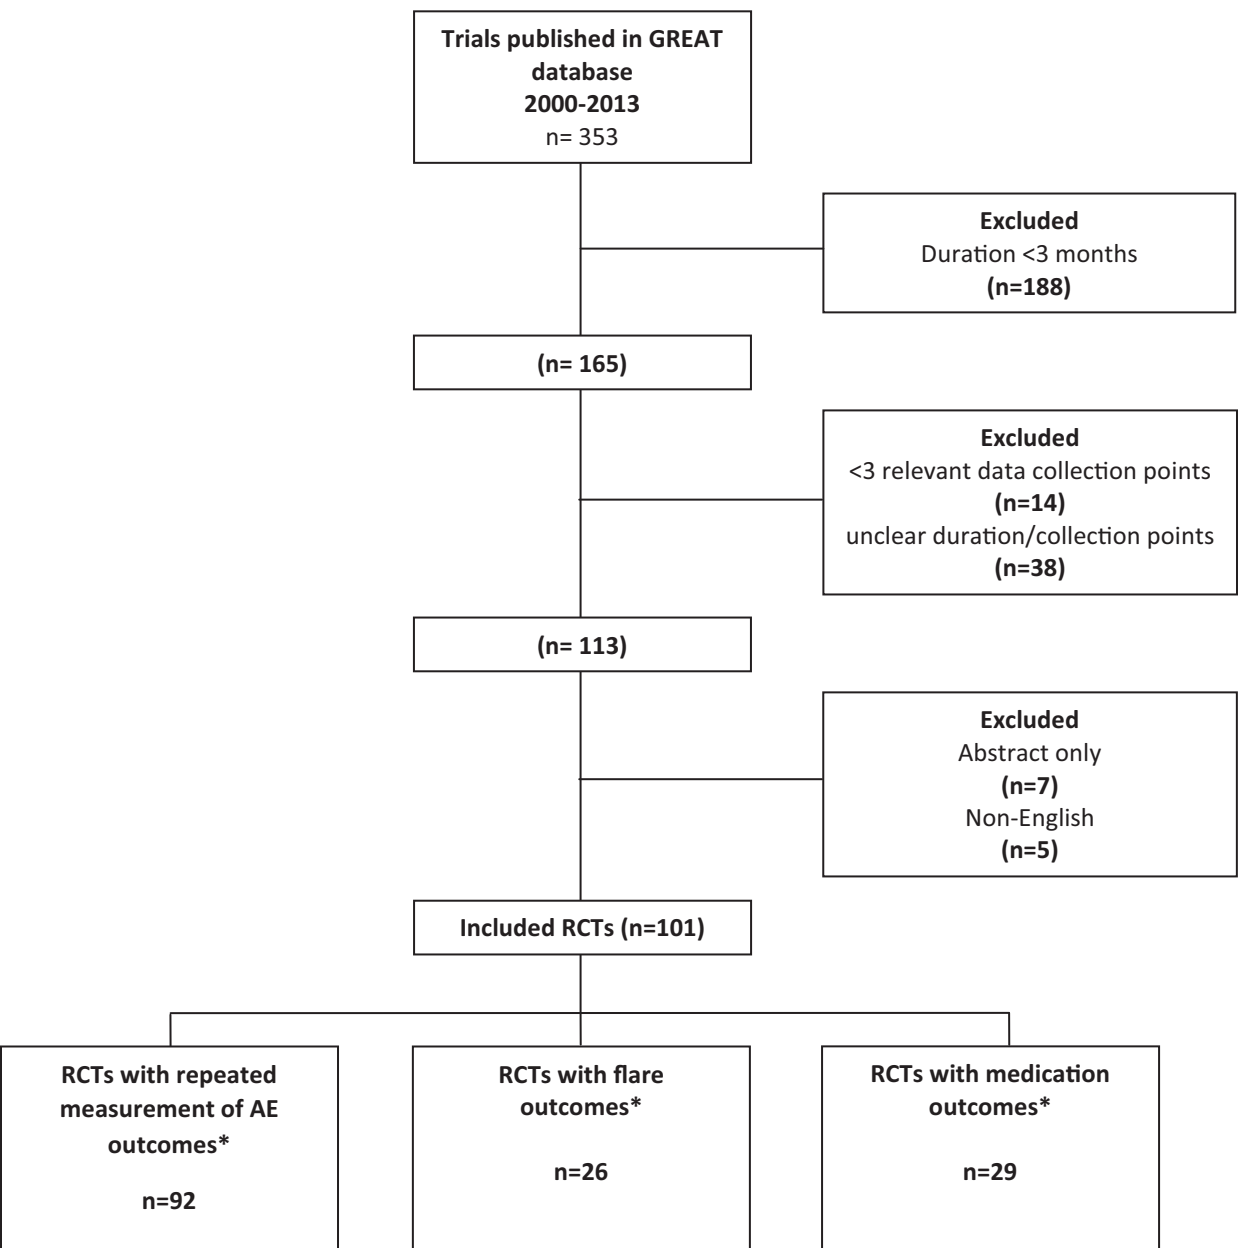 Trials published in GREAT
database
2000-2013
n= 353
Excluded
Duration <3 months
(n=188)
(n= 165)
Excluded
<3 relevant data collection points
(n=14)
unclear duration/collection points
(n=38)
(n= 113)
Excluded
Abstract only
(n=7)
Non-English
(n=5)
Included RCTs (n=101)
RCTs with repeated
measurement of AE
outcomes*
n=92
RCTs with flare
outcomes*
n=26
RCTs with medication
outcomes*
n=29